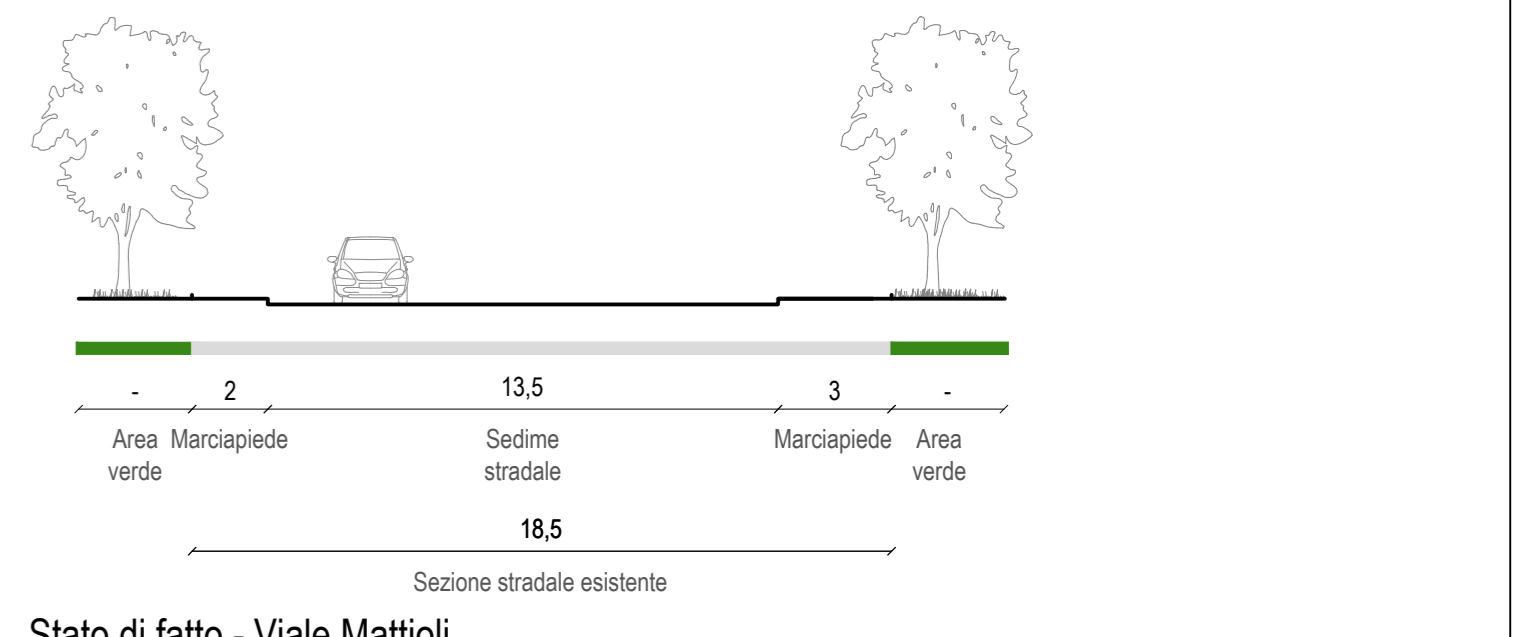 - 2 13,5 3 -
Area Marciapiede Sedime Marciapiede Area
verde stradale verde
18,5
Sezione stradale esistente
Stato di fatto - Viale Mattioli